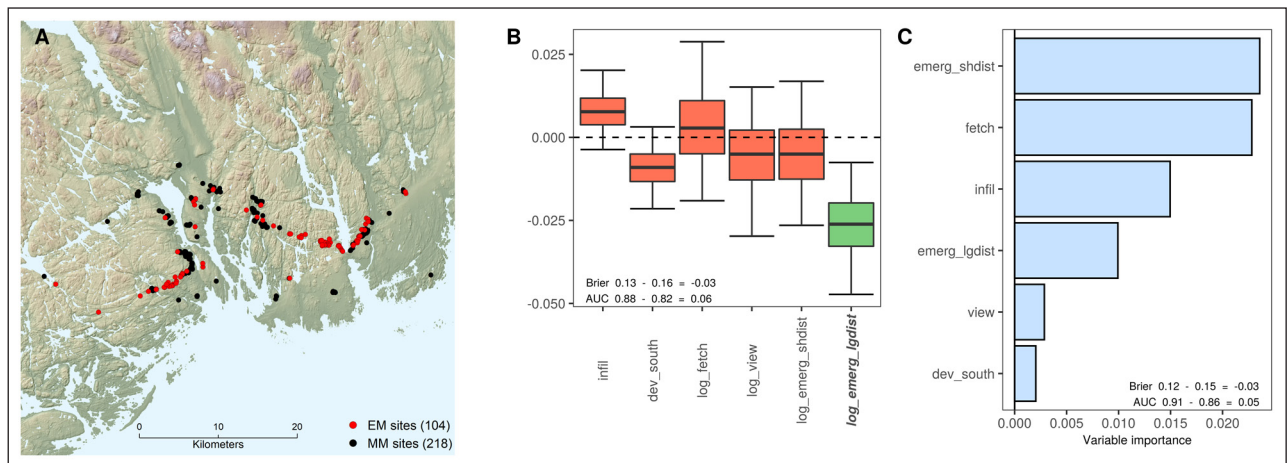 A
EM sites (104)
MM sites (218)
0
10
20
Kilometers
B
0.025
0.000
-0.025
-0.050
Brier 0.13 - 0.16 = -0.03
AUC 0.88 - 0.82 = 0.06
infil
dev_south
log_fetch
log_view
log_emerg_shdist
log_emerg_lgdist
C
emerg_shdist
fetch
infil
emerg_lgdist
view
dev_south
Brier 0.12 - 0.15 = -0.03
AUC 0.91 - 0.86 = 0.05
0.000
0.005
0.010
0.015
0.020
Variable importance